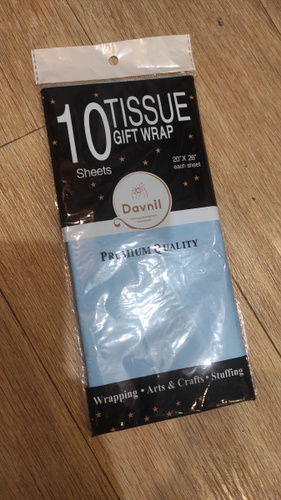 10 TISSUE
GIFT WRAP
Sheets
20" X 26"
each sheet
Davnil
PREMIUM QUALITY
Wrapping • Arts & Crafts • Stuffing